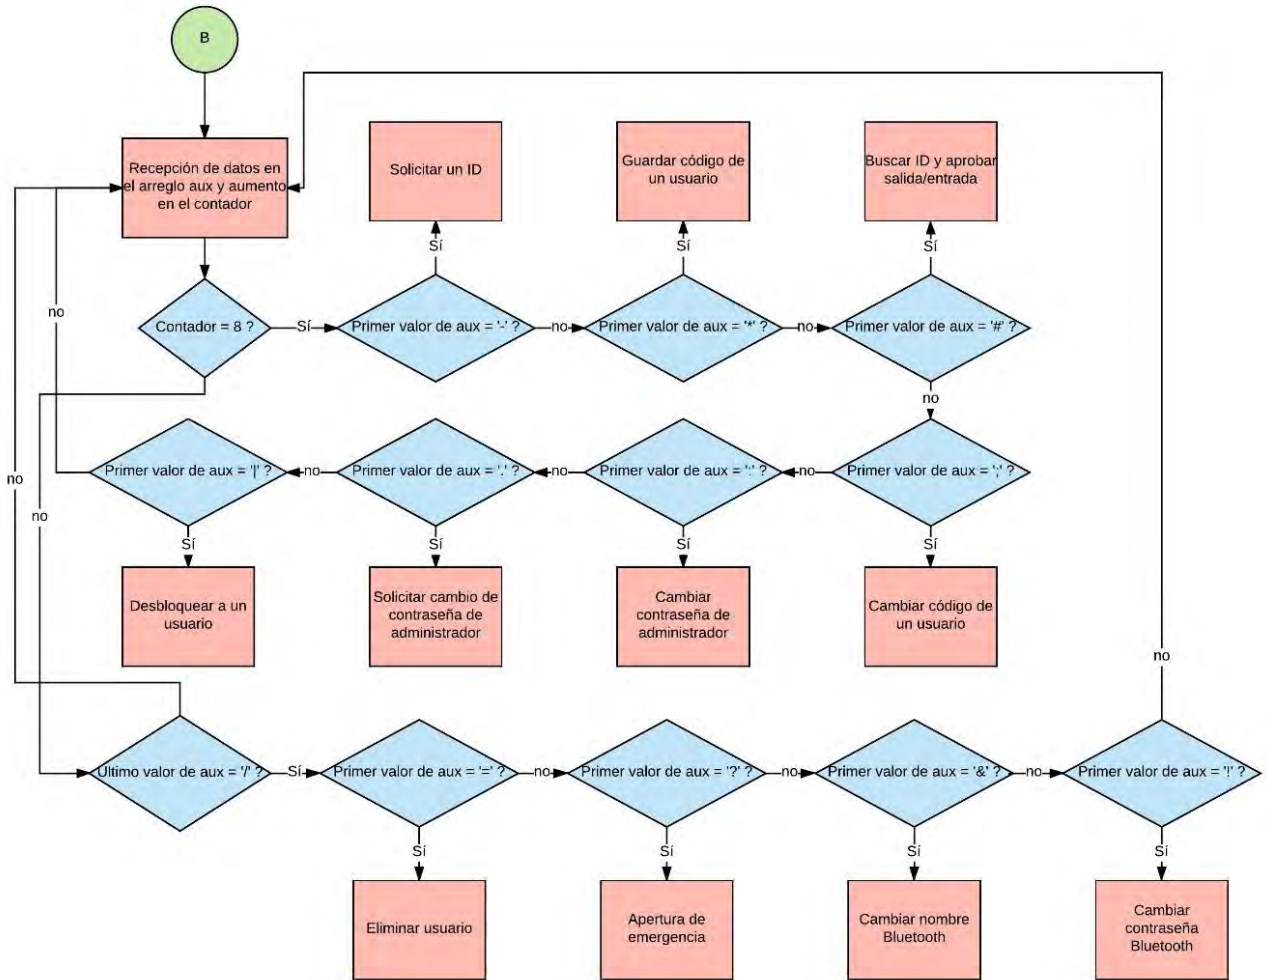 B
Recepción de datos en
el arreglo aux y aumento
en el contador
Solicitar un ID
Guardar código de
un usuario
Buscar ID y aprobar
salida/entrada
Sí
Sí
Sí
no
Contador = 8 ?
Sí
Primer valor de aux = '-' ?
no
Primer valor de aux = '*' ?
no
Primer valor de aux = '#' ?
no
Primer valor de aux = '|' ?
no
Primer valor de aux = '.' ?
no
Primer valor de aux = ':' ?
no
Primer valor de aux = ';' ?
no
no
Sí
Sí
Sí
Sí
Desbloquear a un
usuario
Solicitar cambio de
contraseña de
administrador
Cambiar
contraseña de
administrador
Cambiar código de
un usuario
no
Ultimo valor de aux = '/' ?
Sí
Primer valor de aux = '=' ?
no
Primer valor de aux = '?' ?
no
Primer valor de aux = '&' ?
no
Primer valor de aux = '!' ?
Sí
Sí
Sí
Sí
Eliminar usuario
Apertura de
emergencia
Cambiar nombre
Bluetooth
Cambiar
contraseña
Bluetooth